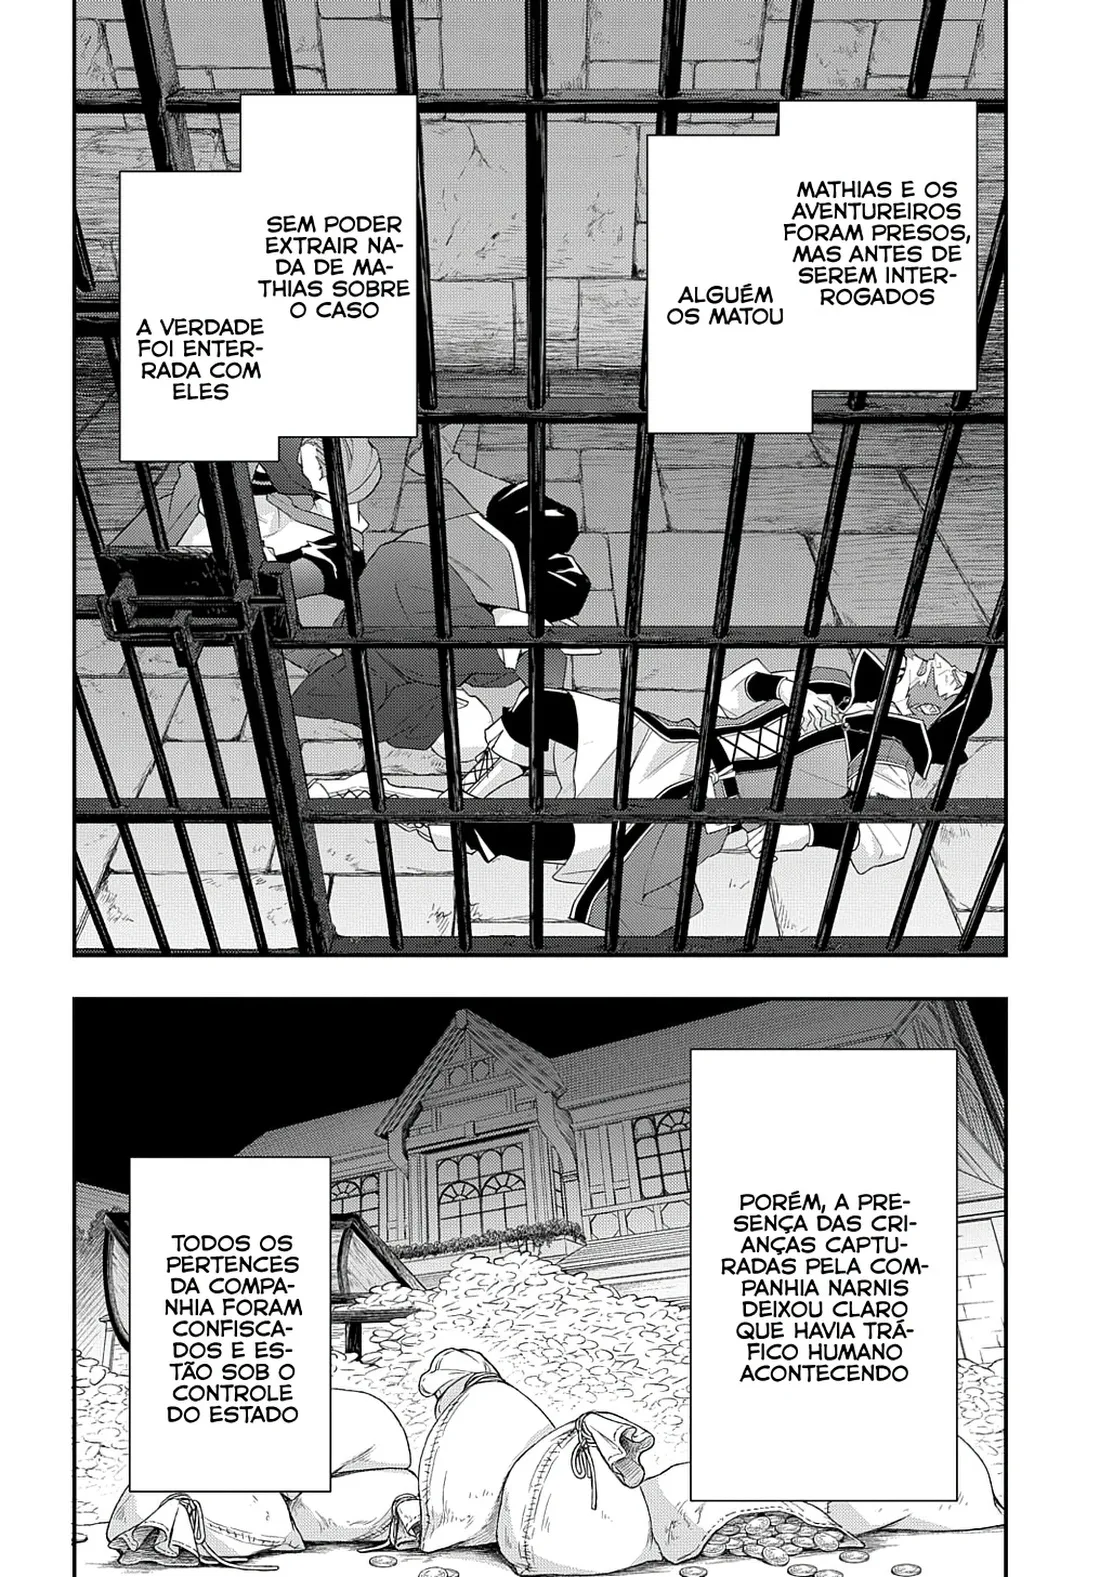 MATHIAS E OS
AVENTUREIROS
FORAM PRESOS,
MAS ANTES DE
SEREM INTER-
ROGADOS
ALGUÉM
OS MATOU
SEM PODER
EXTRAIR NA-
DA DE MA-
THIAS SOBRE
O CASO
A VERDADE
FOI ENTER-
RADA COM
ELES
PORÉM, A PRE-
SENÇA DAS CRI-
ANÇAS CAPTU-
RADAS PELA COM-
PANHIA NARNIS
DEIXOU CLARO
QUE HAVIA TRÁ-
FICO HUMANO
ACONTECENDO
TODOS OS
PERTENCES
DA COMPA-
NHIA FORAM
CONFISCA-
DOS E ES-
TÃO SOB O
CONTROLE
DO ESTADO